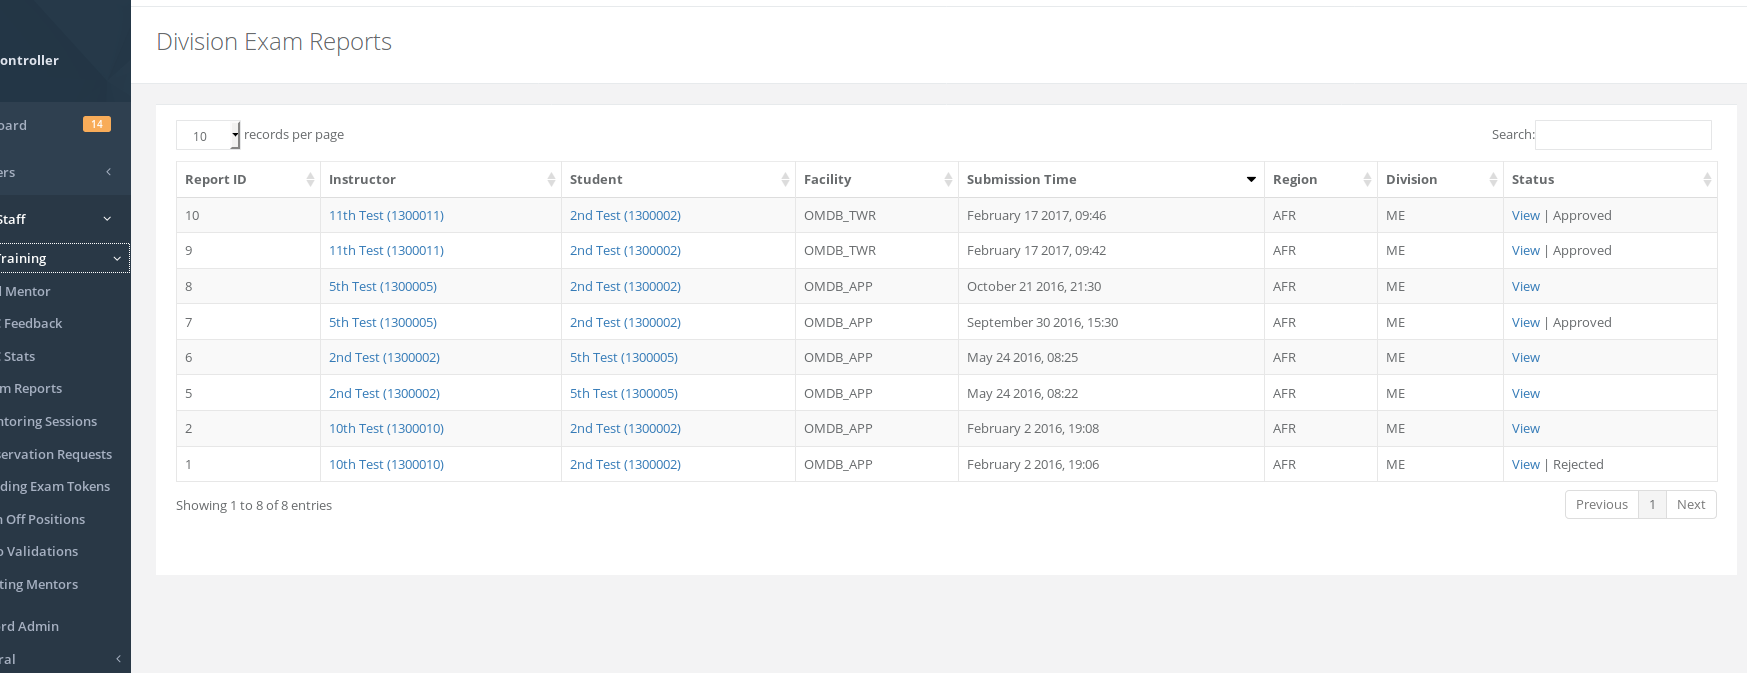 Division Exam Reports
ontroller
oard 14
ers
Staff
Training
Mentor
Feedback
Stats
m Reports
ntoring Sessions
servation Requests
ding Exam Tokens
Off Positions
Validations
ting Mentors
rd Admin
ral
10 records per page Search:
Report ID Instructor Student Facility Submission Time Region Division Status
10 11th Test (1300011) 2nd Test (1300002) OMDB_TWR February 17 2017, 09:46 AFR ME View | Approved
9 11th Test (1300011) 2nd Test (1300002) OMDB_TWR February 17 2017, 09:42 AFR ME View | Approved
8 5th Test (1300005) 2nd Test (1300002) OMDB_APP October 21 2016, 21:30 AFR ME View
7 5th Test (1300005) 2nd Test (1300002) OMDB_APP September 30 2016, 15:30 AFR ME View | Approved
6 2nd Test (1300002) 5th Test (1300005) OMDB_APP May 24 2016, 08:25 AFR ME View
5 2nd Test (1300002) 5th Test (1300005) OMDB_APP May 24 2016, 08:22 AFR ME View
2 10th Test (1300010) 2nd Test (1300002) OMDB_APP February 2 2016, 19:08 AFR ME View
1 10th Test (1300010) 2nd Test (1300002) OMDB_APP February 2 2016, 19:06 AFR ME View | Rejected
Showing 1 to 8 of 8 entries Previous 1 Next